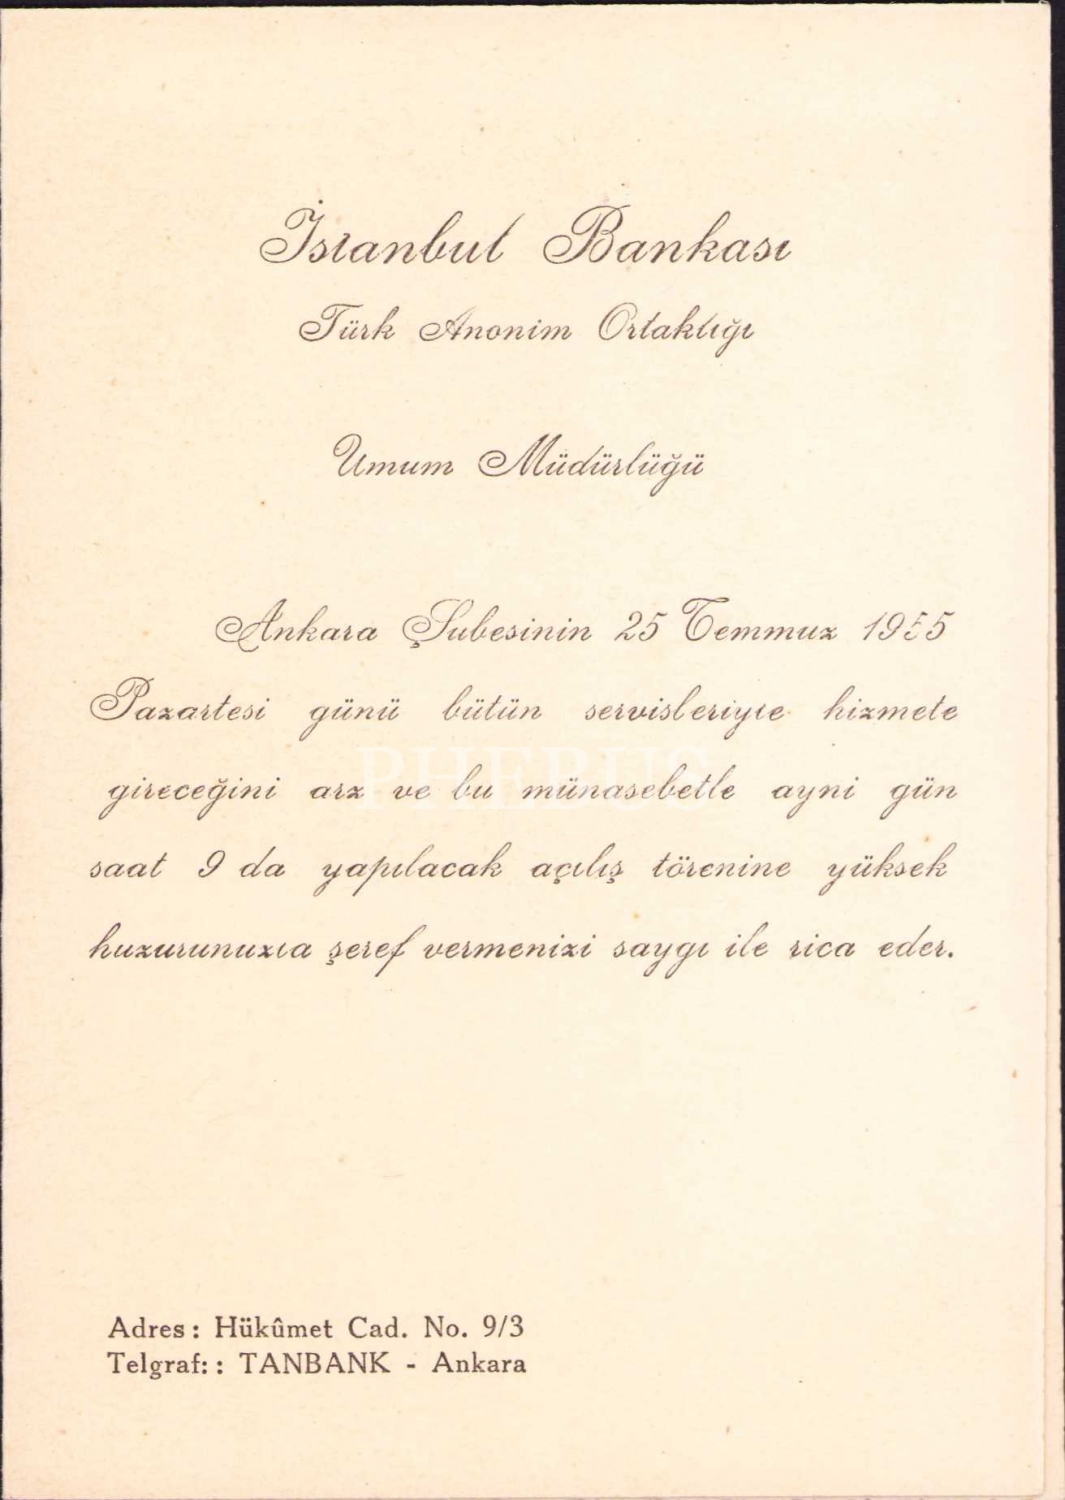 İstanbul Bankası
Türk Anonim Ortaklığı
Umum Müdürlüğü
Ankara Şubesinin 25 Temmuz 1955
Pazartesi günü bütün servisleriyle hizmete
PHEBUS
gireceğini arz ve bu münasebetle ayni gün
saat 9 da yapılacak açılış törenine yüksek
huzurunuzla şeref vermenizi saygı ile rica eder.
Adres : Hükûmet Cad. No. 9/3
Telgraf: : TANBANK - Ankara